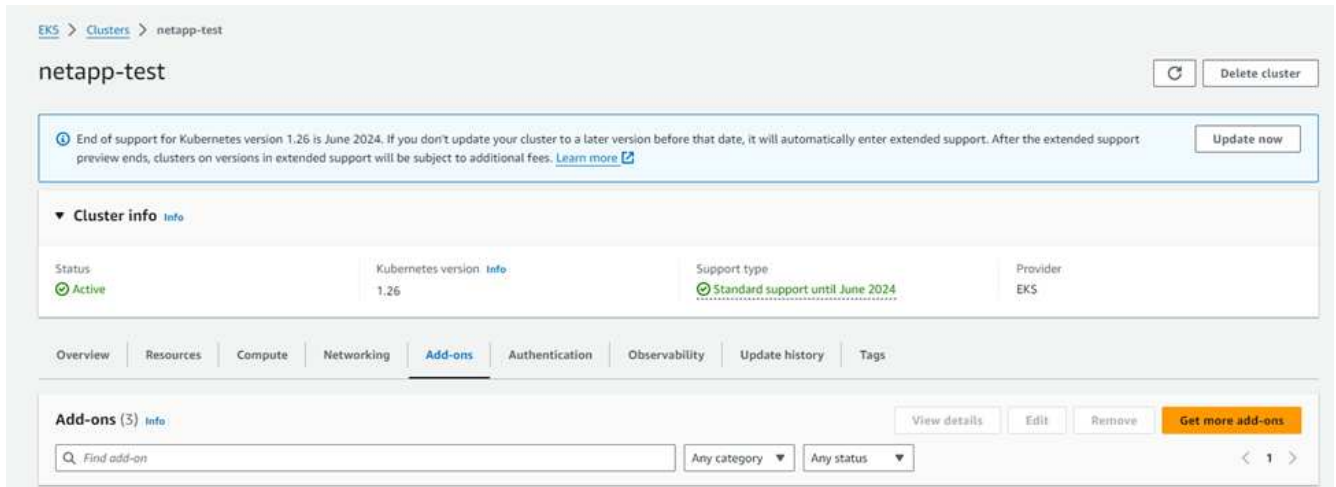 EKS > Clusters > netapp-test
netapp-test
Delete cluster
End of support for Kubernetes version 1.26 is June 2024. If you don't update your cluster to a later version before that date, it will automatically enter extended support. After the extended support
preview ends, clusters on versions in extended support will be subject to additional fees. Learn more
Update now
Cluster info Info
Status
Active
Kubernetes version Info
1.26
Support type
Standard support until June 2024
Provider
EKS
Overview Resources Compute Networking Add-ons Authentication Observability Update history Tags
Add-ons (3) Info
View details Edit Remove Get more add-ons
Find add-on
Any category Any status
< 1 >